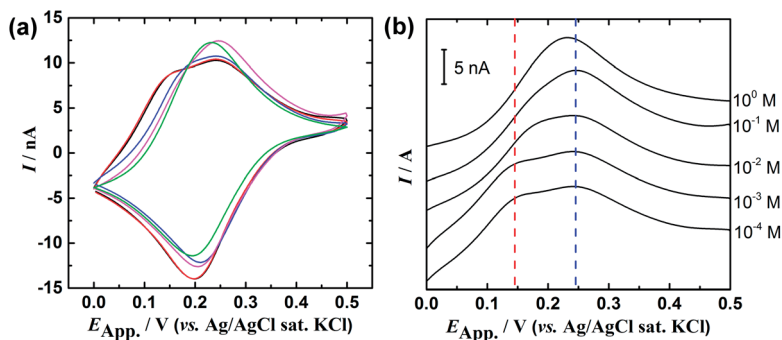 (a)
15
10
5
0
-5
-10
-15
I / nA
0.0 0.1 0.2 0.3 0.4 0.5
E App. / V (vs. Ag/AgCl sat. KCl)
(b)
5 nA
10⁰ M
10⁻¹ M
10⁻² M
10⁻³ M
10⁻⁴ M
I / A
0.0 0.1 0.2 0.3 0.4 0.5
E App. / V (vs. Ag/AgCl sat. KCl)